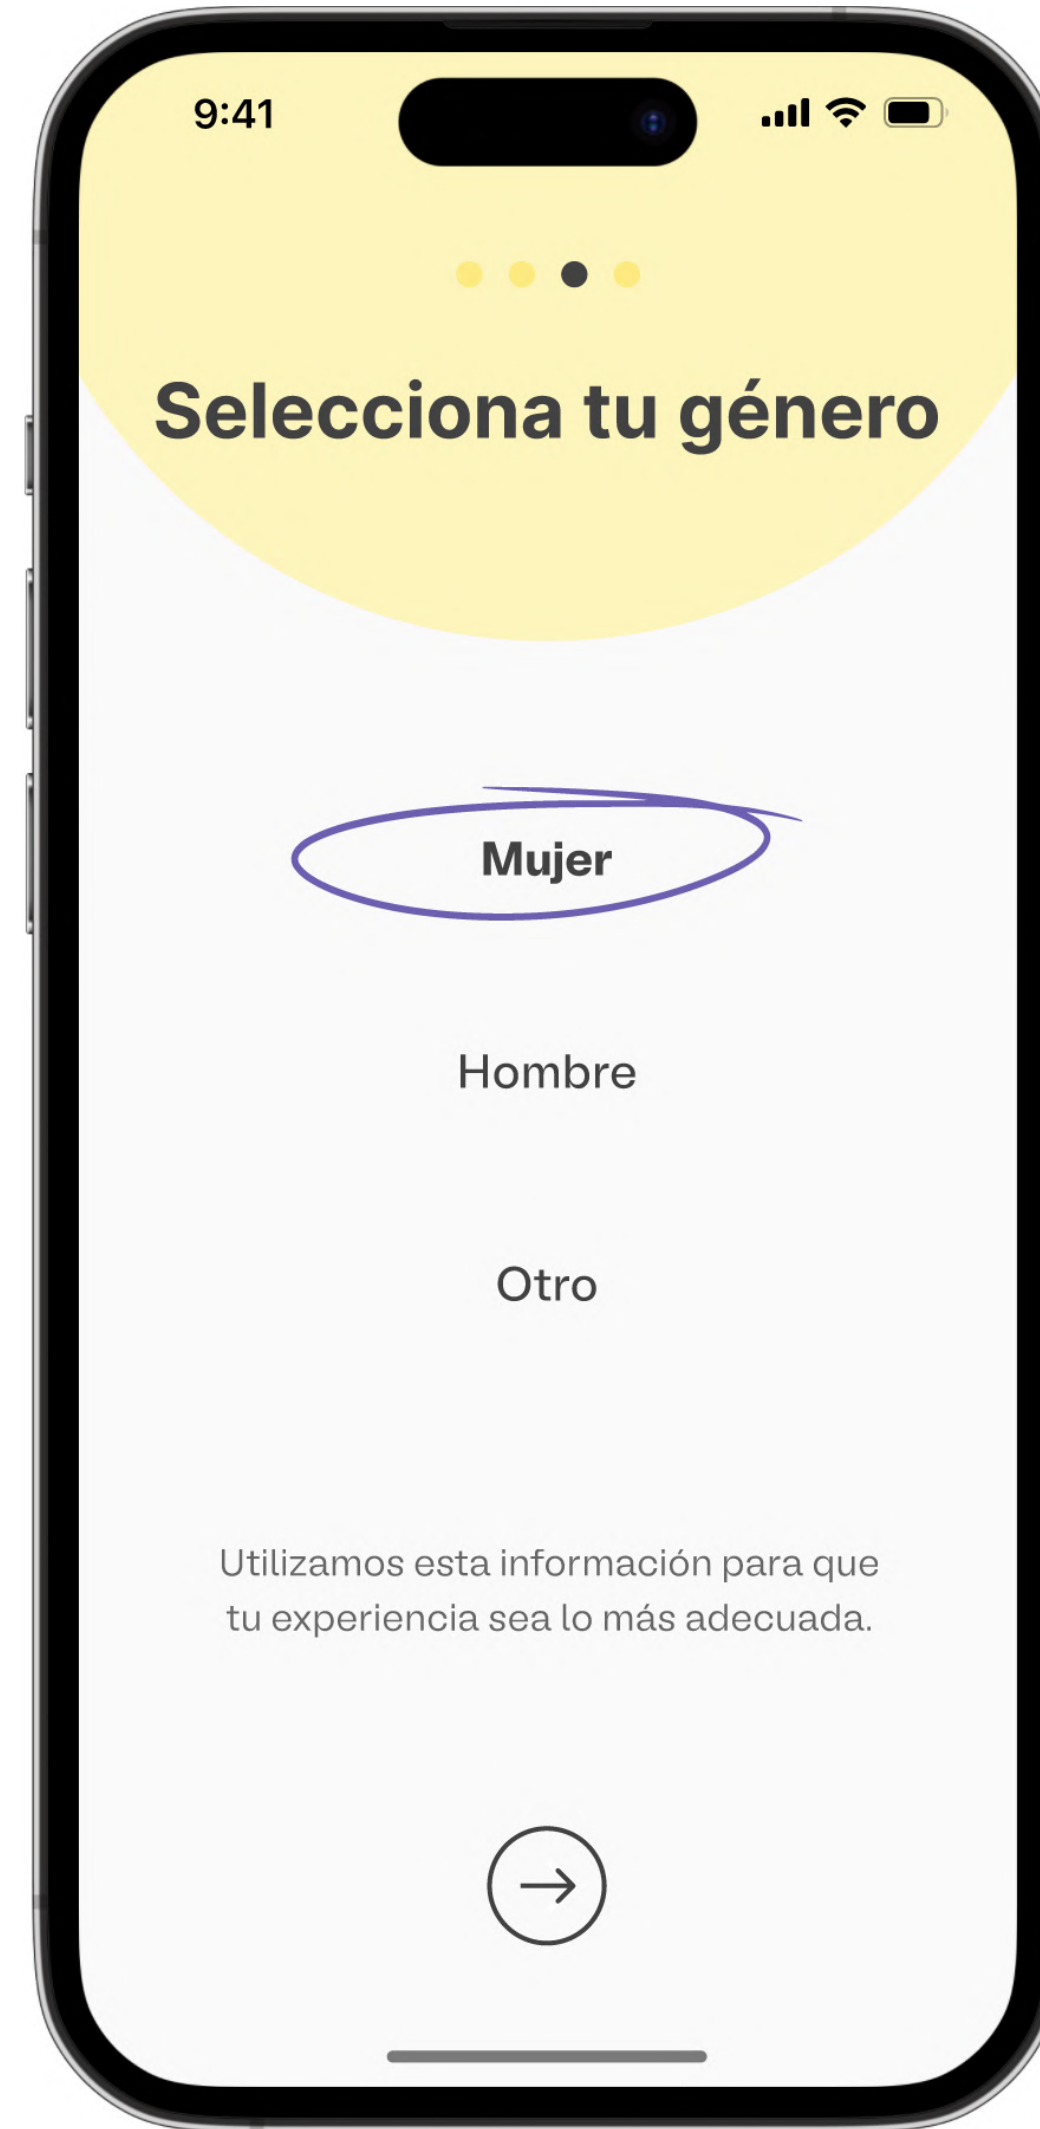 9:41
Selecciona tu género
Mujer
Hombre
Otro
Utilizamos esta información para que
tu experiencia sea lo más adecuada.